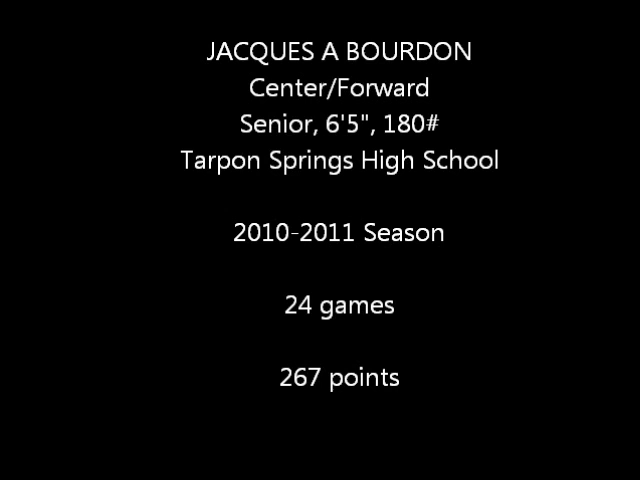 JACQUES A BOURDON
Center/Forward
Senior, 6'5", 180#
Tarpon Springs High School
2010-2011 Season
24 games
267 points